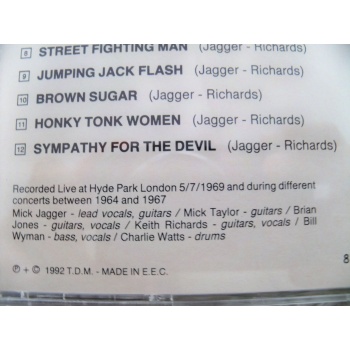 8 STREET FIGHTING MAN (Jagger - Richards)
9 JUMPING JACK FLASH (Jagger - Richards)
10 BROWN SUGAR (Jagger - Richards)
11 HONKY TONK WOMEN (Jagger - Richards)
12 SYMPATHY FOR THE DEVIL (Jagger - Richards)
Recorded Live at Hyde Park London 5/7/1969 and during different
concerts between 1964 and 1967
Mick Jagger - lead vocals, guitars / Mick Taylor - guitars / Brian
Jones - guitars, vocals / Keith Richards - guitars, vocals / Bill
Wyman - bass, vocals / Charlie Watts - drums
8
℗ + © 1992 T.D.M. - MADE IN E.E.C.